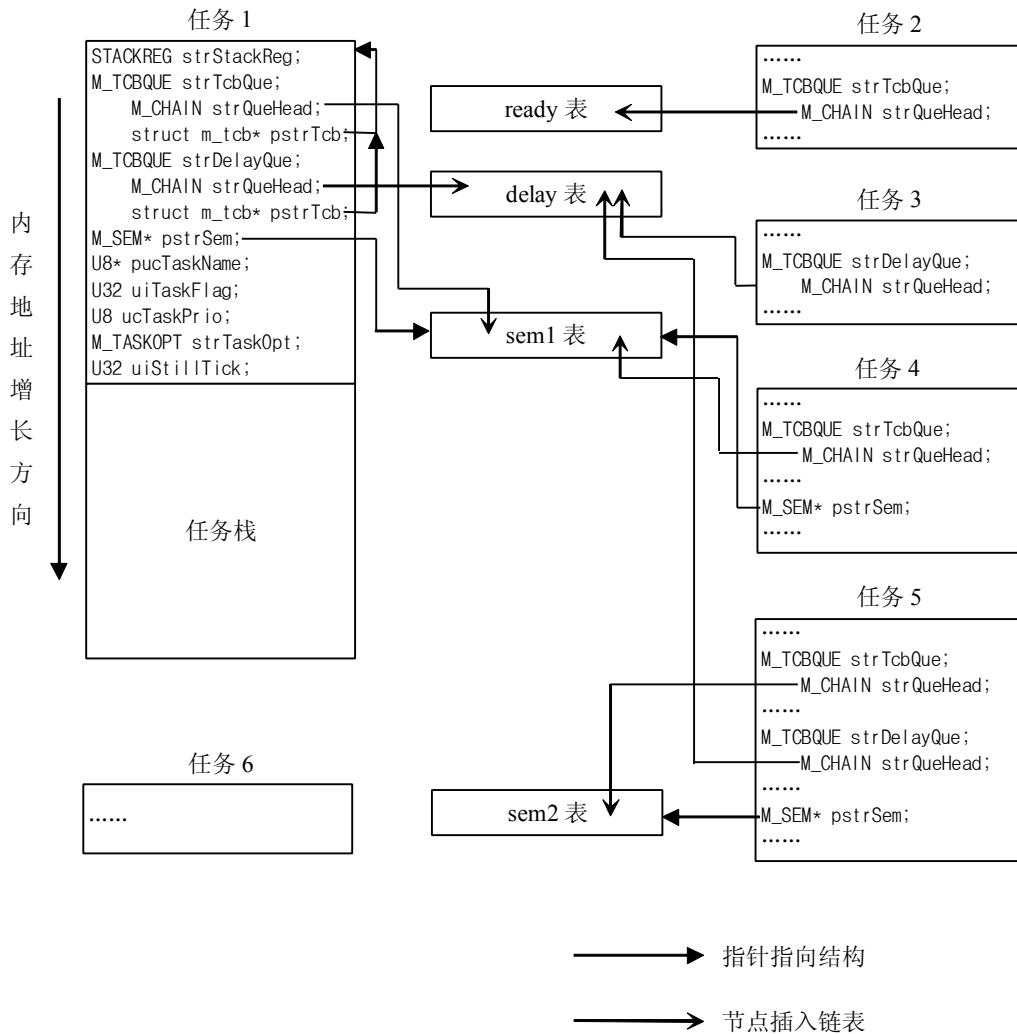 任务 1
STACKREG strStackReg;
M_TCBQUE strTcbQue;
M_CHAIN strQueHead;
struct m_tcb* pstrTcb;
M_TCBQUE strDelayQue;
M_CHAIN strQueHead;
struct m_tcb* pstrTcb;
M_SEM* pstrSem;
U8* pucTaskName;
U32 uiTaskFlag;
U8 ucTaskPrio;
M_TASKOPT strTaskOpt;
U32 uiStillTick;
任务栈
内存地址增长方向
任务 6
……
ready 表
delay 表
sem1 表
sem2 表
任务 2
……
M_TCBQUE strTcbQue;
M_CHAIN strQueHead;
……
任务 3
……
M_TCBQUE strDelayQue;
M_CHAIN strQueHead;
……
任务 4
……
M_TCBQUE strTcbQue;
M_CHAIN strQueHead;
……
M_SEM* pstrSem;
……
任务 5
……
M_TCBQUE strTcbQue;
M_CHAIN strQueHead;
……
M_TCBQUE strDelayQue;
M_CHAIN strQueHead;
……
M_SEM* pstrSem;
……
指针指向结构
节点插入链表